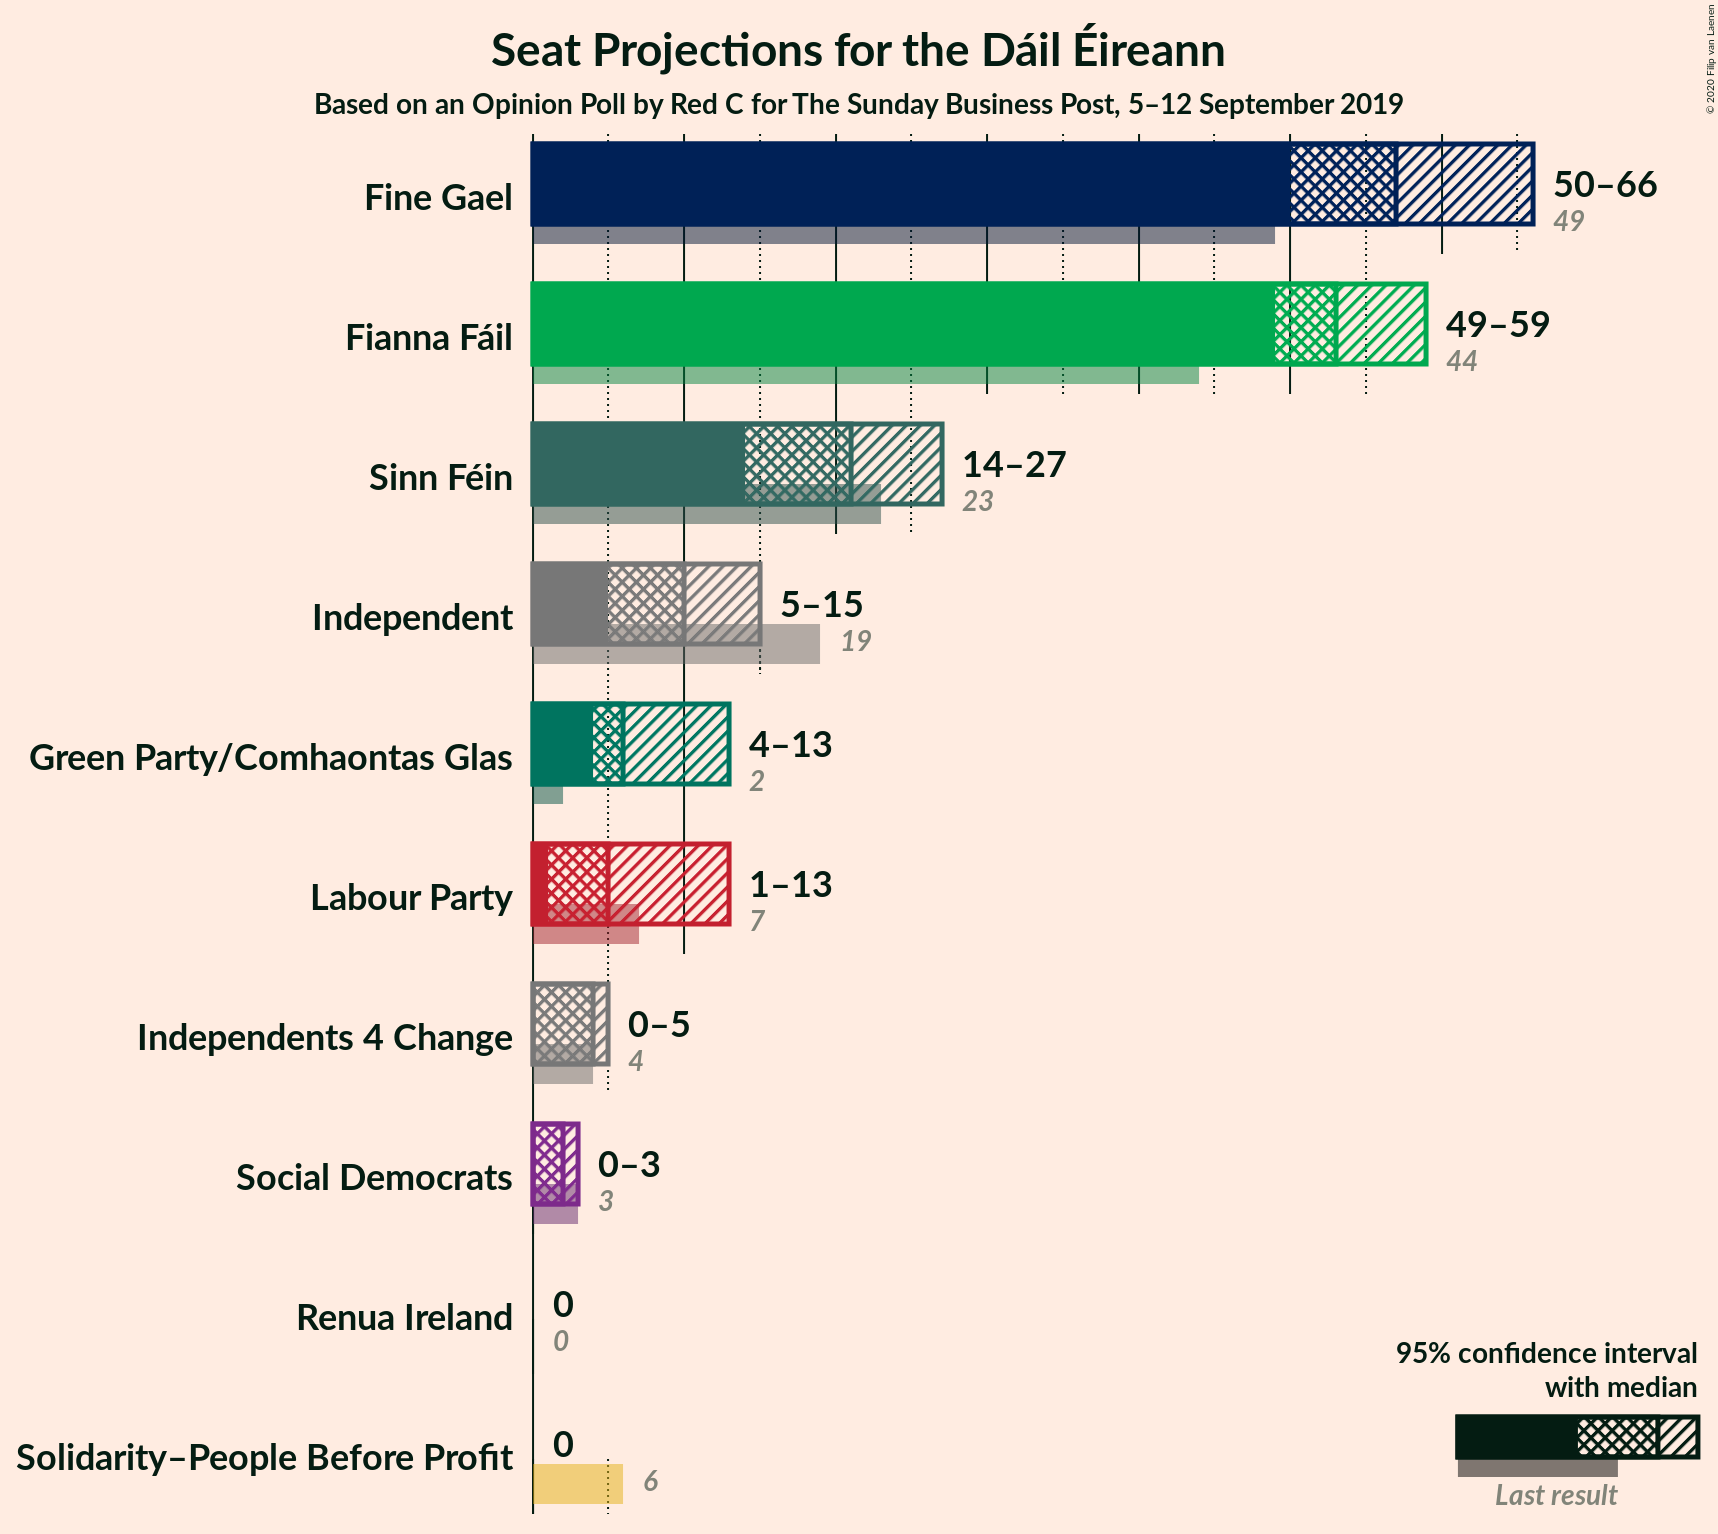 Seat Projections for the Dáil Éireann
Based on an Opinion Poll by Red C for The Sunday Business Post, 5–12 September 2019
© 2020 Filip van Laenen
Fine Gael
50–66
49
Fianna Fáil
49–59
44
Sinn Féin
14–27
23
Independent
5–15
19
Green Party/Comhaontas Glas
4–13
2
Labour Party
1–13
7
Independents 4 Change
0–5
4
Social Democrats
0–3
3
Renua Ireland
0
0
Solidarity–People Before Profit
0
6
95% confidence interval
with median
Last result